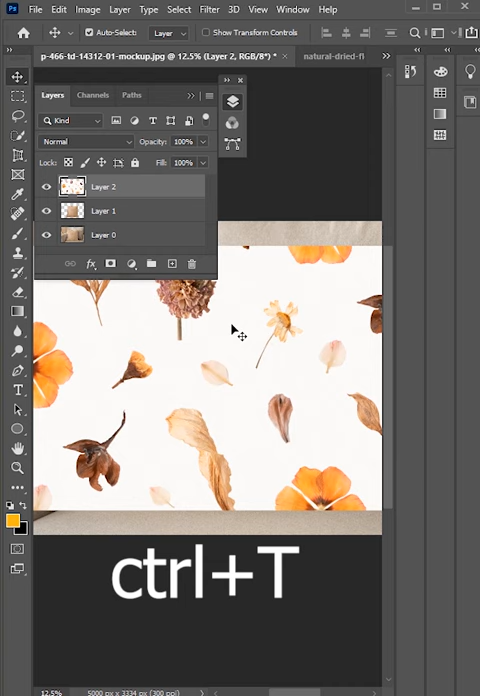 Ps File Edit Image Layer Type Select Filter 3D View Window Help
Auto-Select: Layer Show Transform Controls
p-466-td-14312-01-mockup.jpg @ 12.5% (Layer 2, RGB/8*) * × natural-dried-fl
Layers Channels Paths
Kind
Normal Opacity: 100%
Lock: Fill: 100%
Layer 2
Layer 1
Layer 0
fx
T
ctrl+T
12.5% 5000 px x 3334 px (300 ppi)